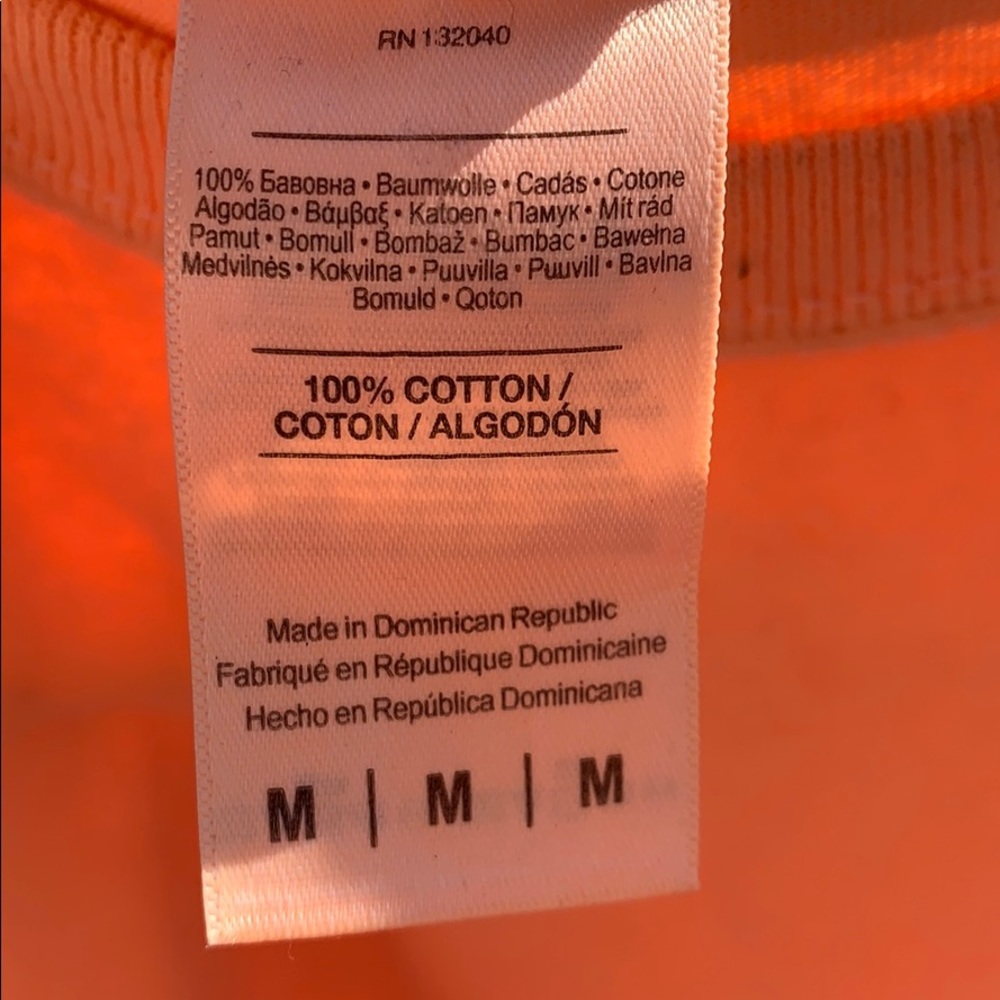 RN 132040
100% Бавовна • Baumwolle • Cadás • Cotone
Algodão • Βάμβαξ • Katoen • Памук • Mít rád
Pamut • Bomull • Bombaž • Bumbac • Bawełna
Medvilnės • Kokvilna • Puuvilla • Puuvill • Bavlna
Bomuld • Qoton
100% COTTON /
COTON / ALGODÓN
Made in Dominican Republic
Fabriqué en République Dominicaine
Hecho en República Dominicana
M | M | M